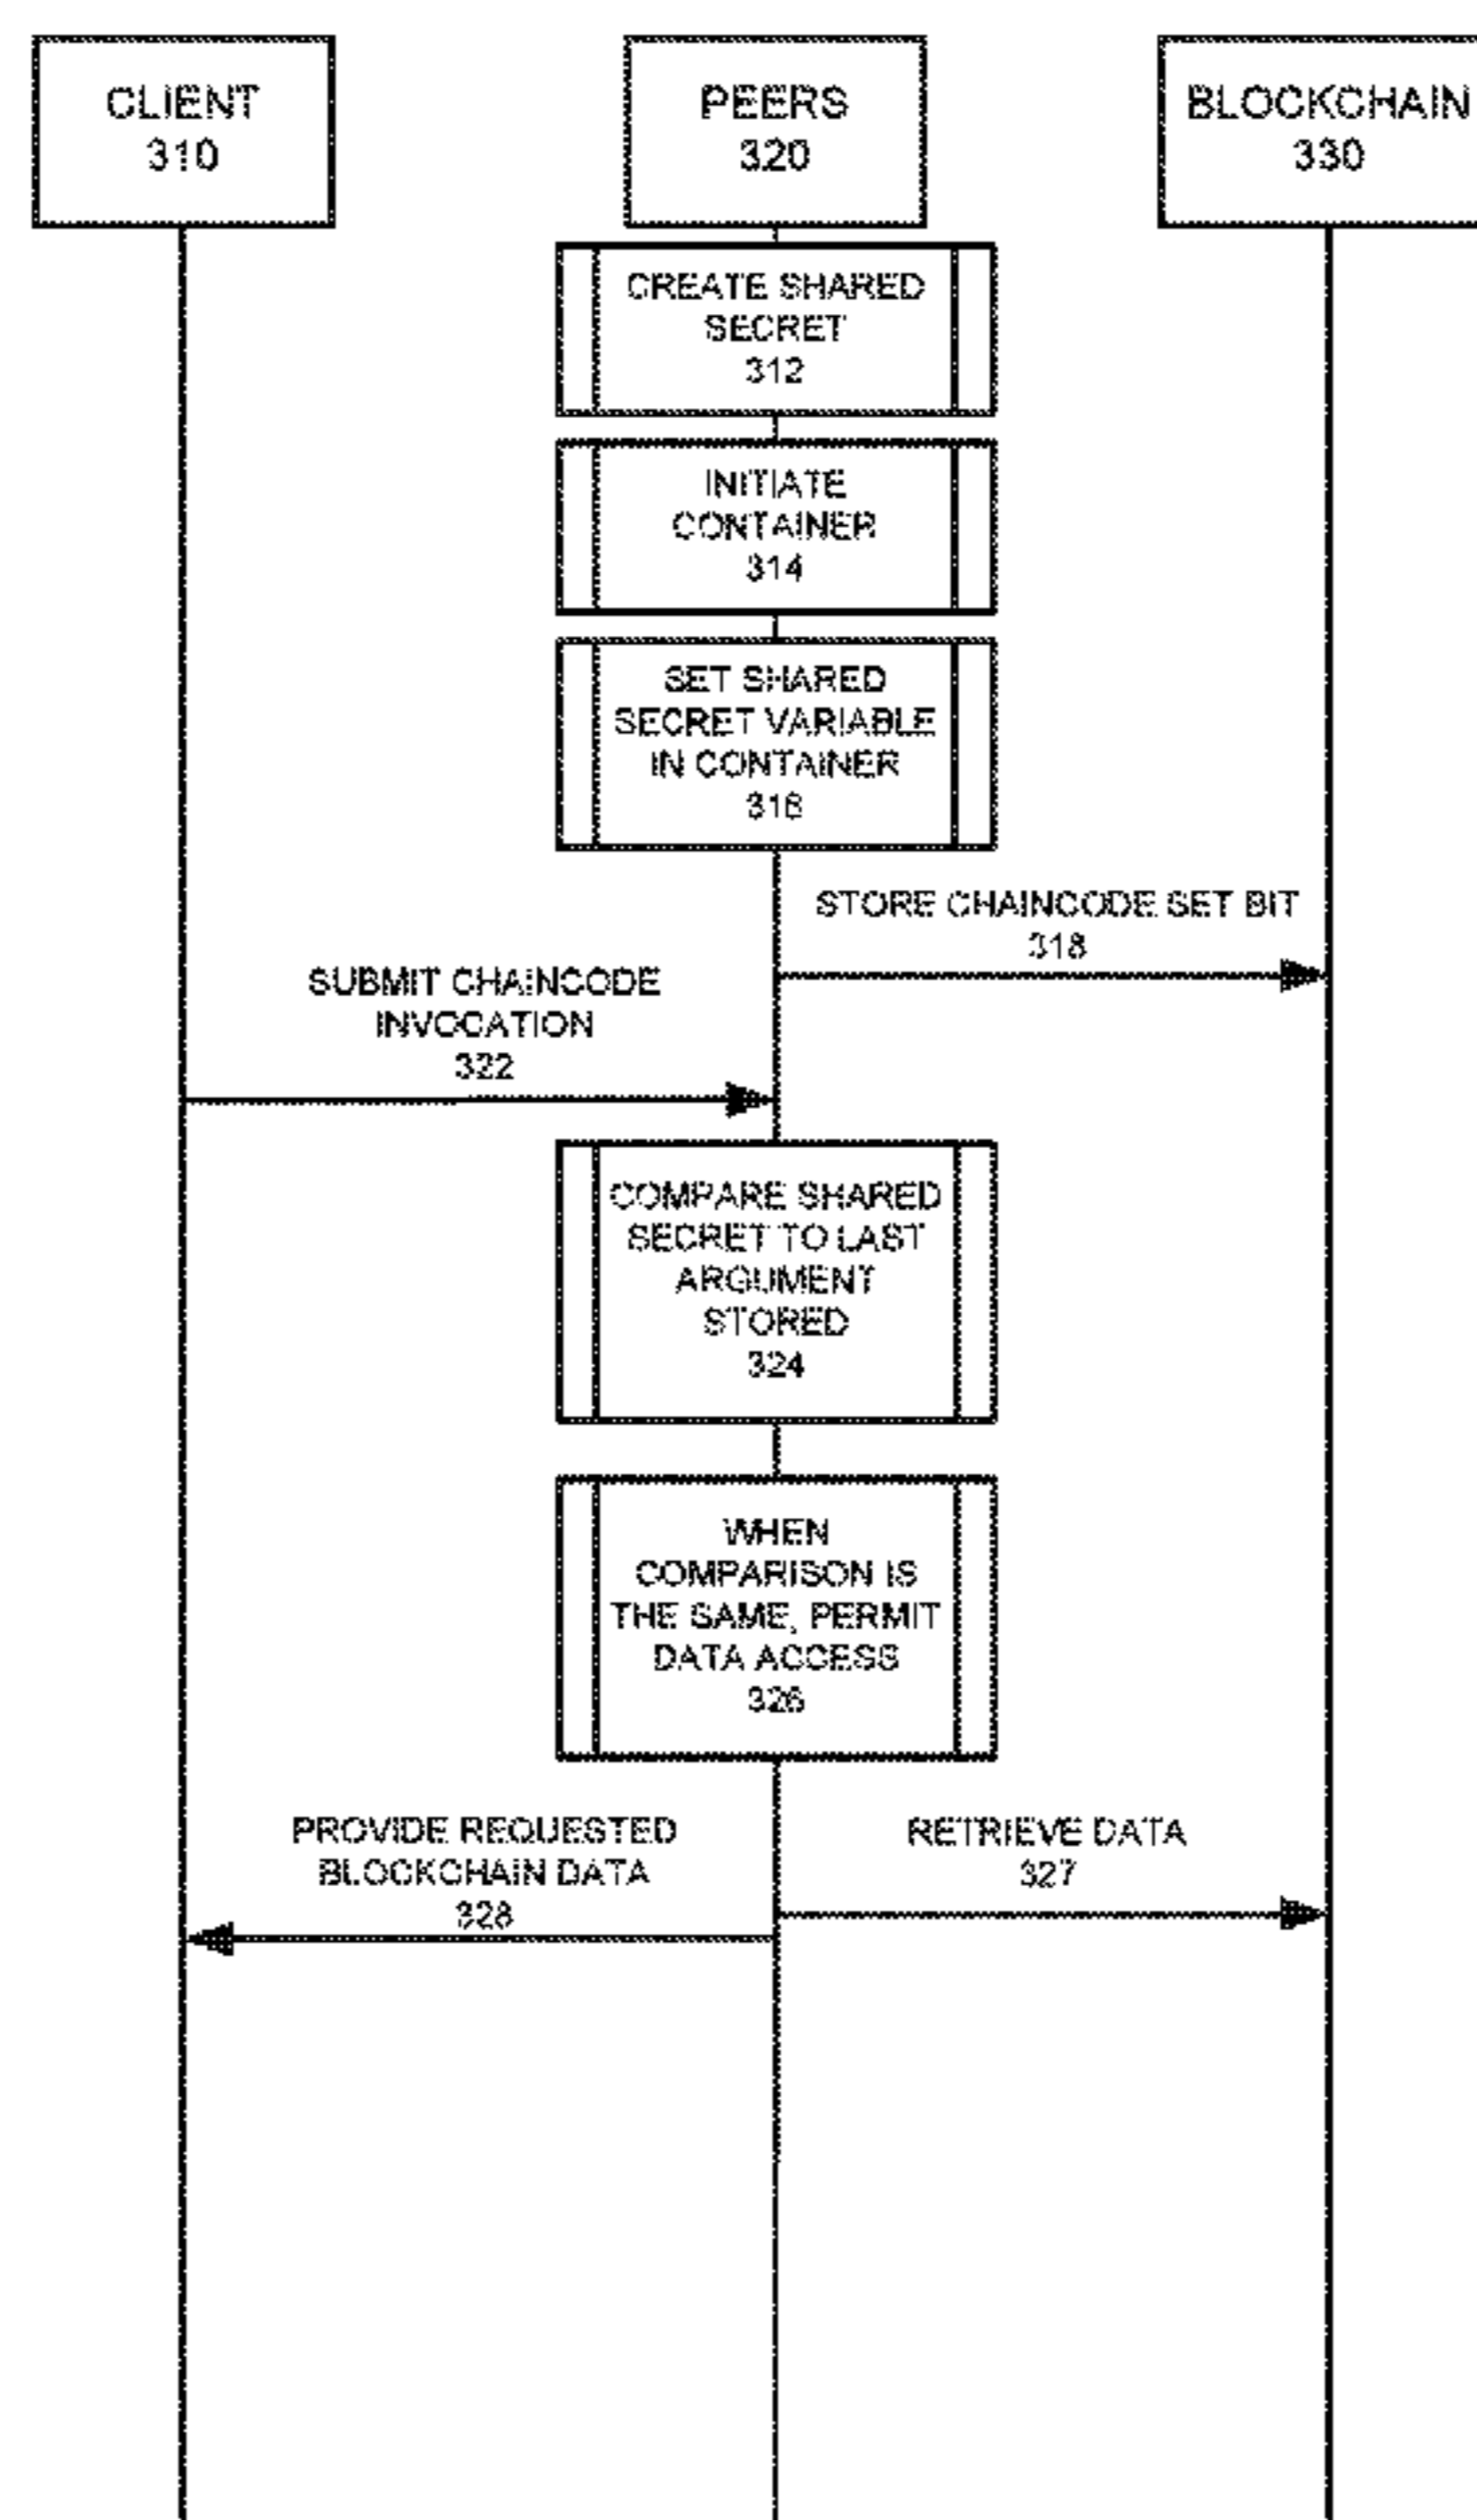 CLIENT
310
PEERS
320
BLOCKCHAIN
330
CREATE SHARED
SECRET
312
INITIATE
CONTAINER
314
SET SHARED
SECRET VARIABLE
IN CONTAINER
316
STORE CHAINCODE SET BIT
318
SUBMIT CHAINCODE
INVOCATION
322
COMPARE SHARED
SECRET TO LAST
ARGUMENT
STORED
324
WHEN
COMPARISON IS
THE SAME, PERMIT
DATA ACCESS
326
PROVIDE REQUESTED
BLOCKCHAIN DATA
328
RETRIEVE DATA
327